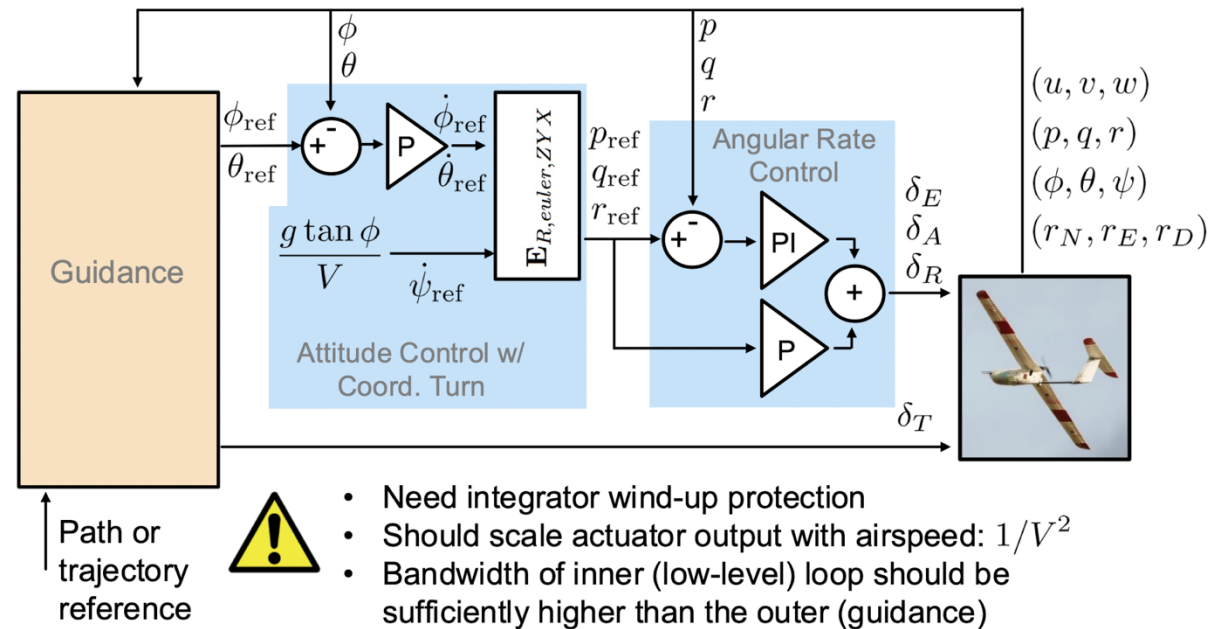 ϕ
θ
p
q
r
(u, v, w)
(p, q, r)
(ϕ, θ, ψ)
(r_N, r_E, r_D)
Guidance
ϕ_ref
θ_ref
+
-
P
ϕ̇_ref
θ̇_ref
E_{R,euler,ZYX}
g tan ϕ
V
ψ̇_ref
Attitude Control w/
Coord. Turn
p_ref
q_ref
r_ref
Angular Rate
Control
+
-
PI
P
+
δ_E
δ_A
δ_R
δ_T
Path or
trajectory
reference
!
• Need integrator wind-up protection
• Should scale actuator output with airspeed: 1/V²
• Bandwidth of inner (low-level) loop should be
sufficiently higher than the outer (guidance)